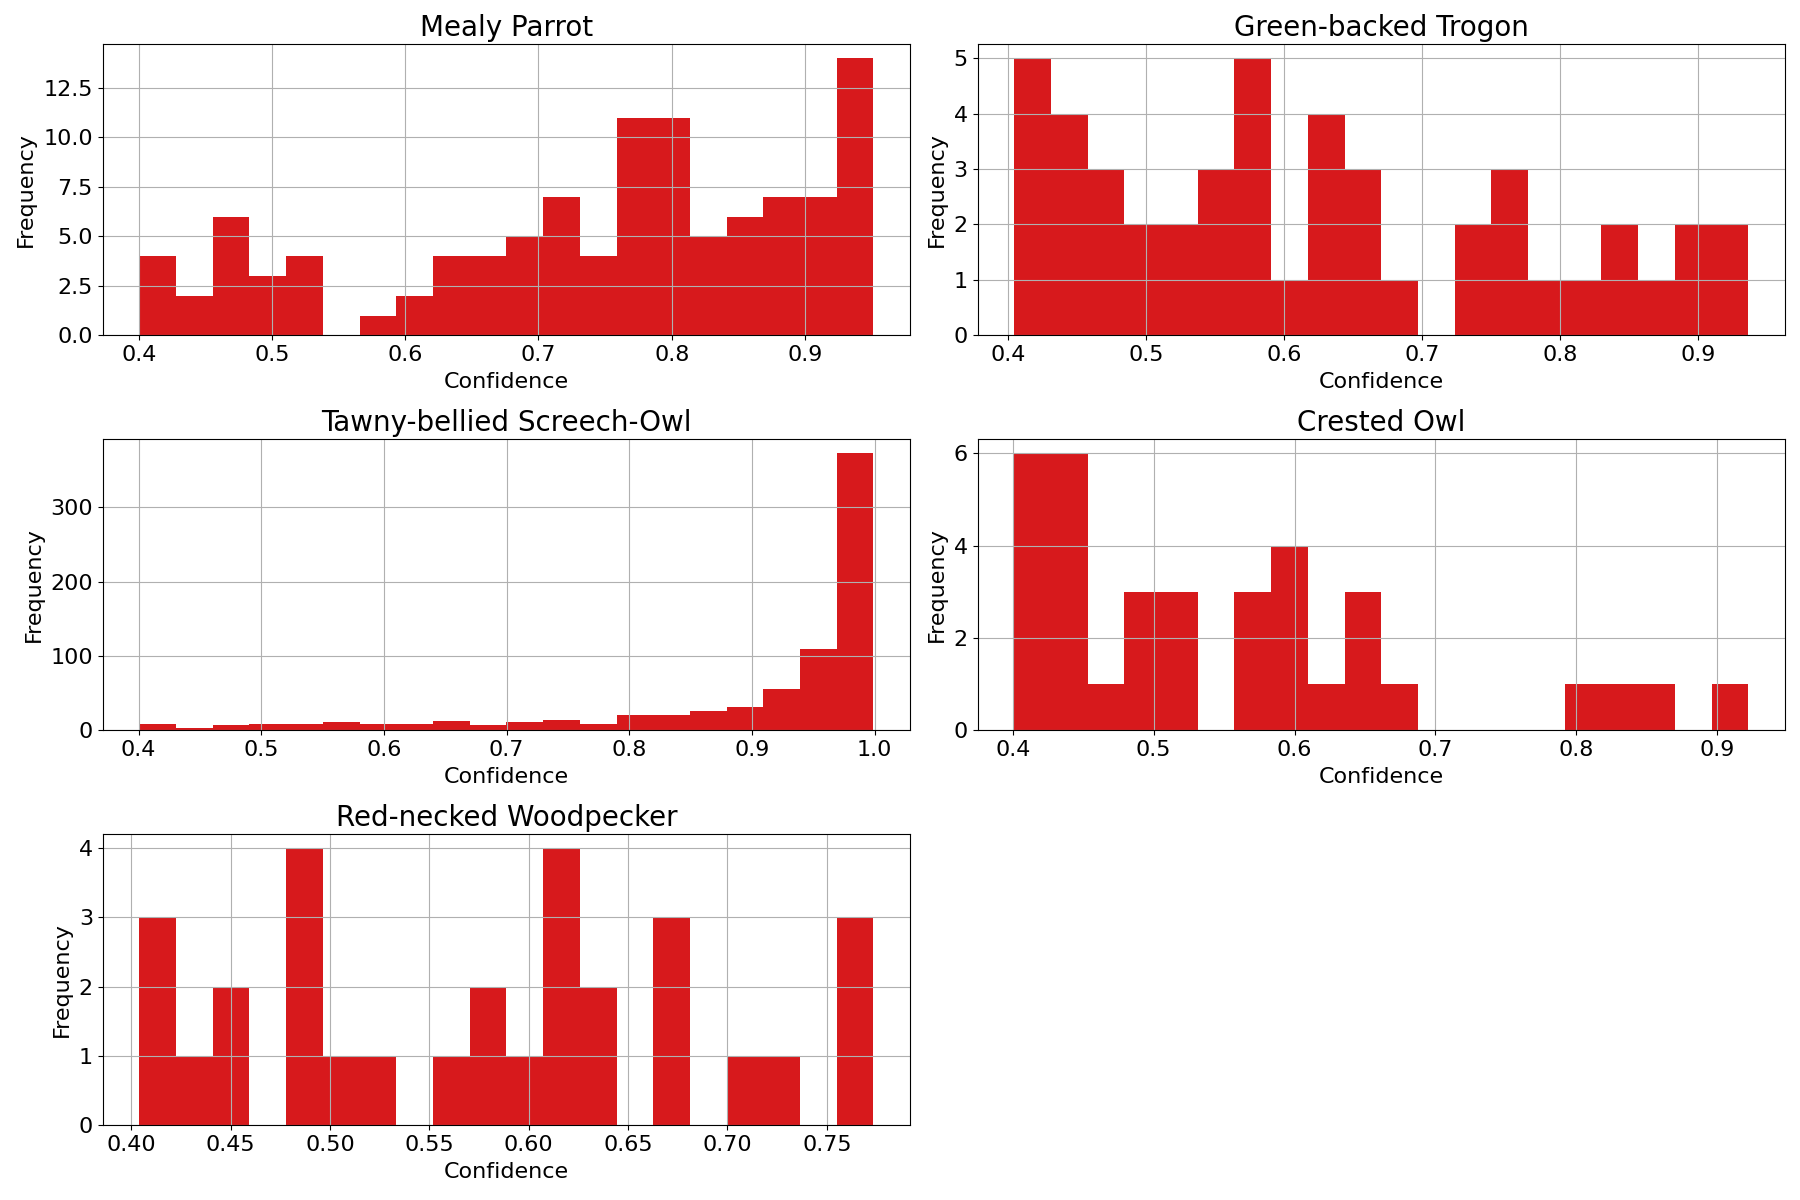 Mealy Parrot
Frequency
12.5
10.0
7.5
5.0
2.5
0.0
0.4 0.5 0.6 0.7 0.8 0.9
Confidence
Green-backed Trogon
Frequency
5
4
3
2
1
0
0.4 0.5 0.6 0.7 0.8 0.9
Confidence
Tawny-bellied Screech-Owl
Frequency
300
200
100
0
0.4 0.5 0.6 0.7 0.8 0.9 1.0
Confidence
Crested Owl
Frequency
6
4
2
0
0.4 0.5 0.6 0.7 0.8 0.9
Confidence
Red-necked Woodpecker
Frequency
4
3
2
1
0
0.40 0.45 0.50 0.55 0.60 0.65 0.70 0.75
Confidence